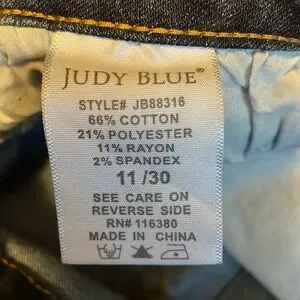 JUDY BLUE®
STYLE# JB88316
66% COTTON
21% POLYESTER
11% RAYON
2% SPANDEX
11/30
SEE CARE ON
REVERSE SIDE
RN# 116380
MADE IN CHINA